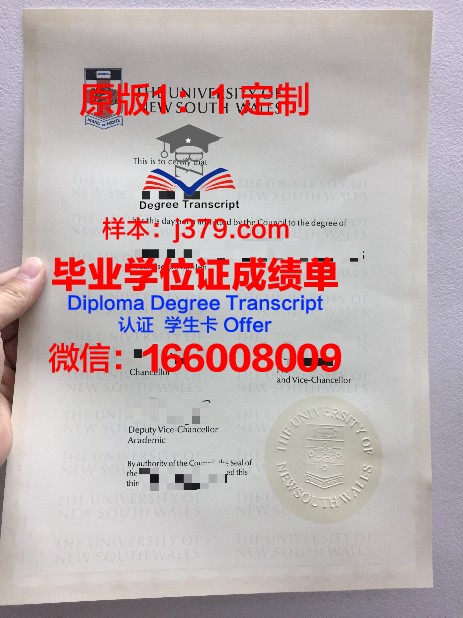 THE UNIVERSITY OF
NEW SOUTH WALES
原版1：1定制
This is to certify that
Degree Transcript
by the Council to the degree of
样本：j379.com
毕业学位证成绩单
Diploma Degree Transcript
认证 学生卡 Offer
微信：166008009
Chancellor
and Vice-Chancellor
Deputy Vice-Chancellor
Academic
By authority of the Council, the Seal of
the
this
THE UNIVERSITY OF
NEW SOUTH WALES